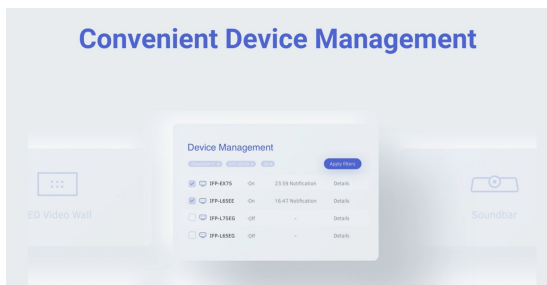 Convenient Device Management
Device Management
Apply filters
IFP-EX75 On 23:59 Notification Details
IFP-L65EE On 16:47 Notification Details
IFP-L75EG Off - Details
IFP-L65EG Off - Details
ED Video Wall
Soundbar